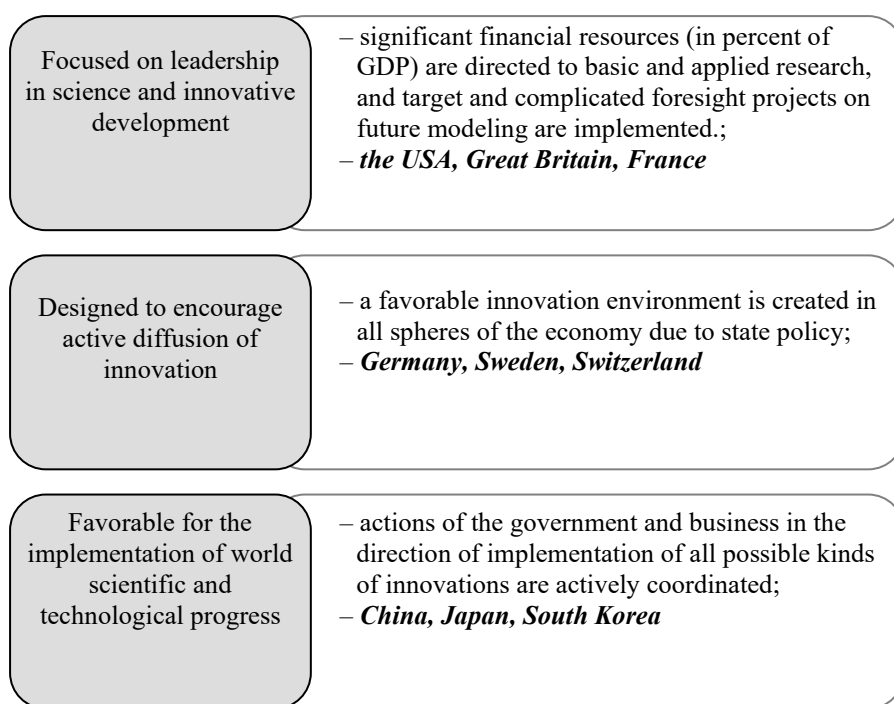 Focused on leadership
in science and innovative
development
– significant financial resources (in percent of
GDP) are directed to basic and applied research,
and target and complicated foresight projects on
future modeling are implemented.;
– the USA, Great Britain, France
Designed to encourage
active diffusion of
innovation
– a favorable innovation environment is created in
all spheres of the economy due to state policy;
– Germany, Sweden, Switzerland
Favorable for the
implementation of world
scientific and
technological progress
– actions of the government and business in the
direction of implementation of all possible kinds
of innovations are actively coordinated;
– China, Japan, South Korea